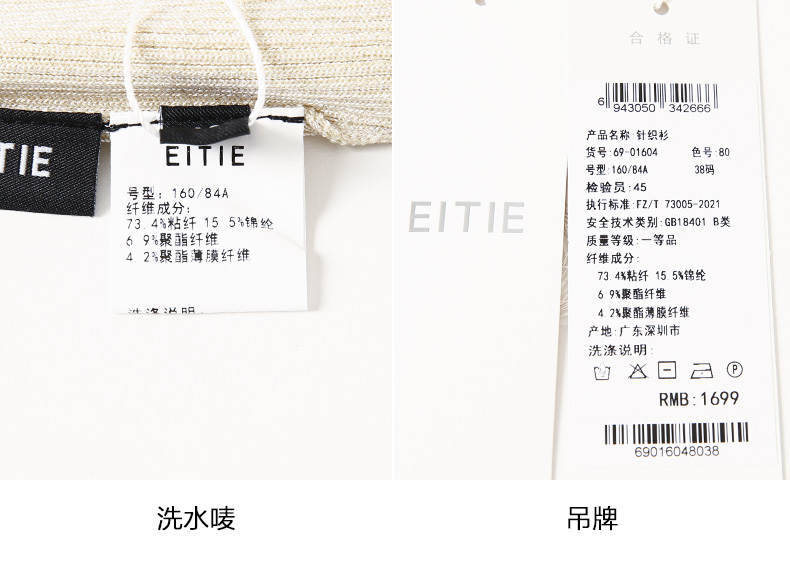 TIE
EITIE
号型: 160/84A
纤维成分:
73.4%粘纤 15 5%锦纶
6 9%聚酯纤维
4 2%聚酯薄膜纤维
洗涤说明:
EITIE
合格证
6 943050 342666
产品名称:针织衫
货号:69-01604 色号:80
号型:160/84A 38码
检验员:45
执行标准:FZ/T 73005-2021
安全技术类别:GB18401 B类
质量等级:一等品
纤维成分:
73.4%粘纤 15.5%锦纶
6.9%聚酯纤维
4.2%聚酯薄膜纤维
产地:广东深圳市
洗涤说明:
P
RMB:1699
69016048038
洗水唛
吊牌